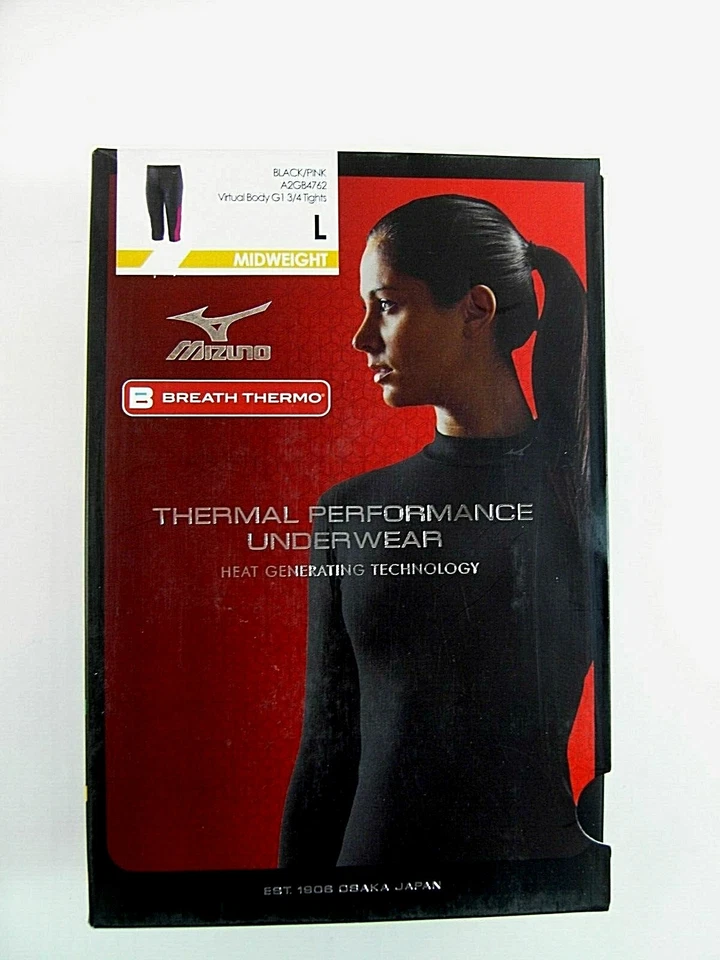 BLACK/PINK
A2GB4762
Virtual Body G1 3/4 Tights
L
MIDWEIGHT
MIZUNO
B BREATH THERMO®
THERMAL PERFORMANCE
UNDERWEAR
HEAT GENERATING TECHNOLOGY
EST. 1906 OSAKA JAPAN